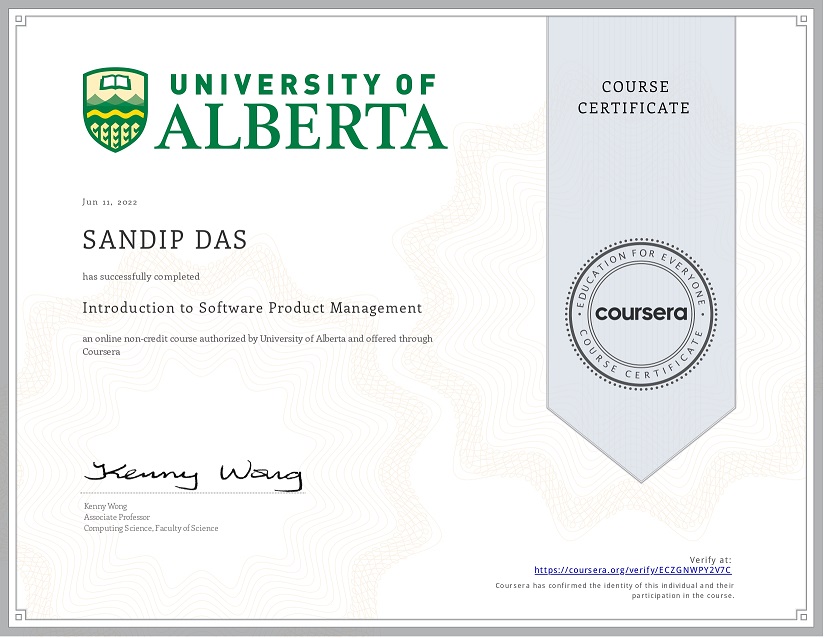 UNIVERSITY OF
ALBERTA
COURSE
CERTIFICATE
Jun 11, 2022
SANDIP DAS
has successfully completed
Introduction to Software Product Management
an online non-credit course authorized by University of Alberta and offered through
Coursera
EDUCATION FOR EVERYONE
coursera
COURSE CERTIFICATE
Kenny Wong
Kenny Wong
Associate Professor
Computing Science, Faculty of Science
Verify at:
https://coursera.org/verify/ECZGNWPY2V7C
Coursera has confirmed the identity of this individual and their
participation in the course.